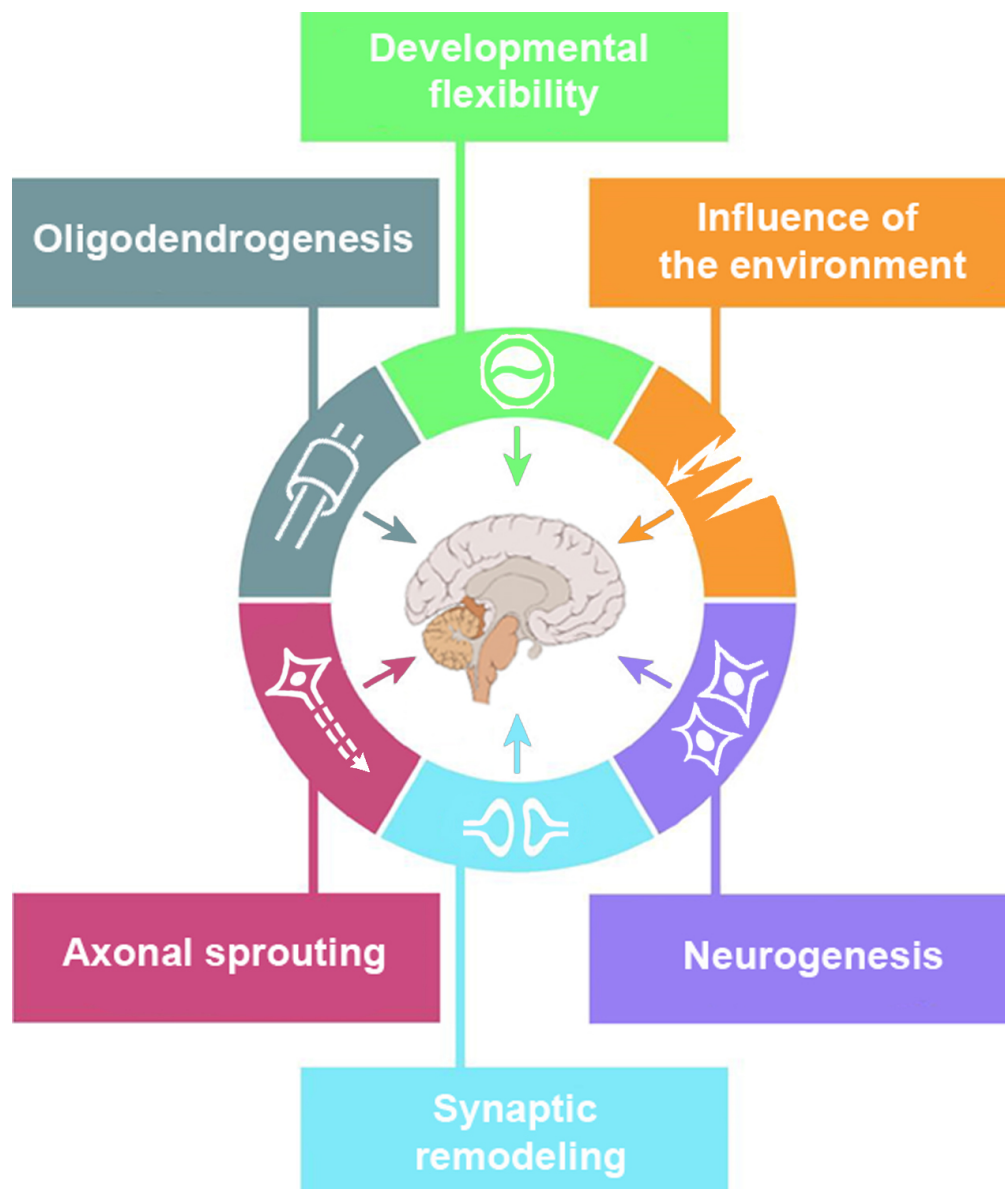 Developmental
flexibility
Oligodendrogenesis
Influence of
the environment
Axonal sprouting
Neurogenesis
Synaptic
remodeling